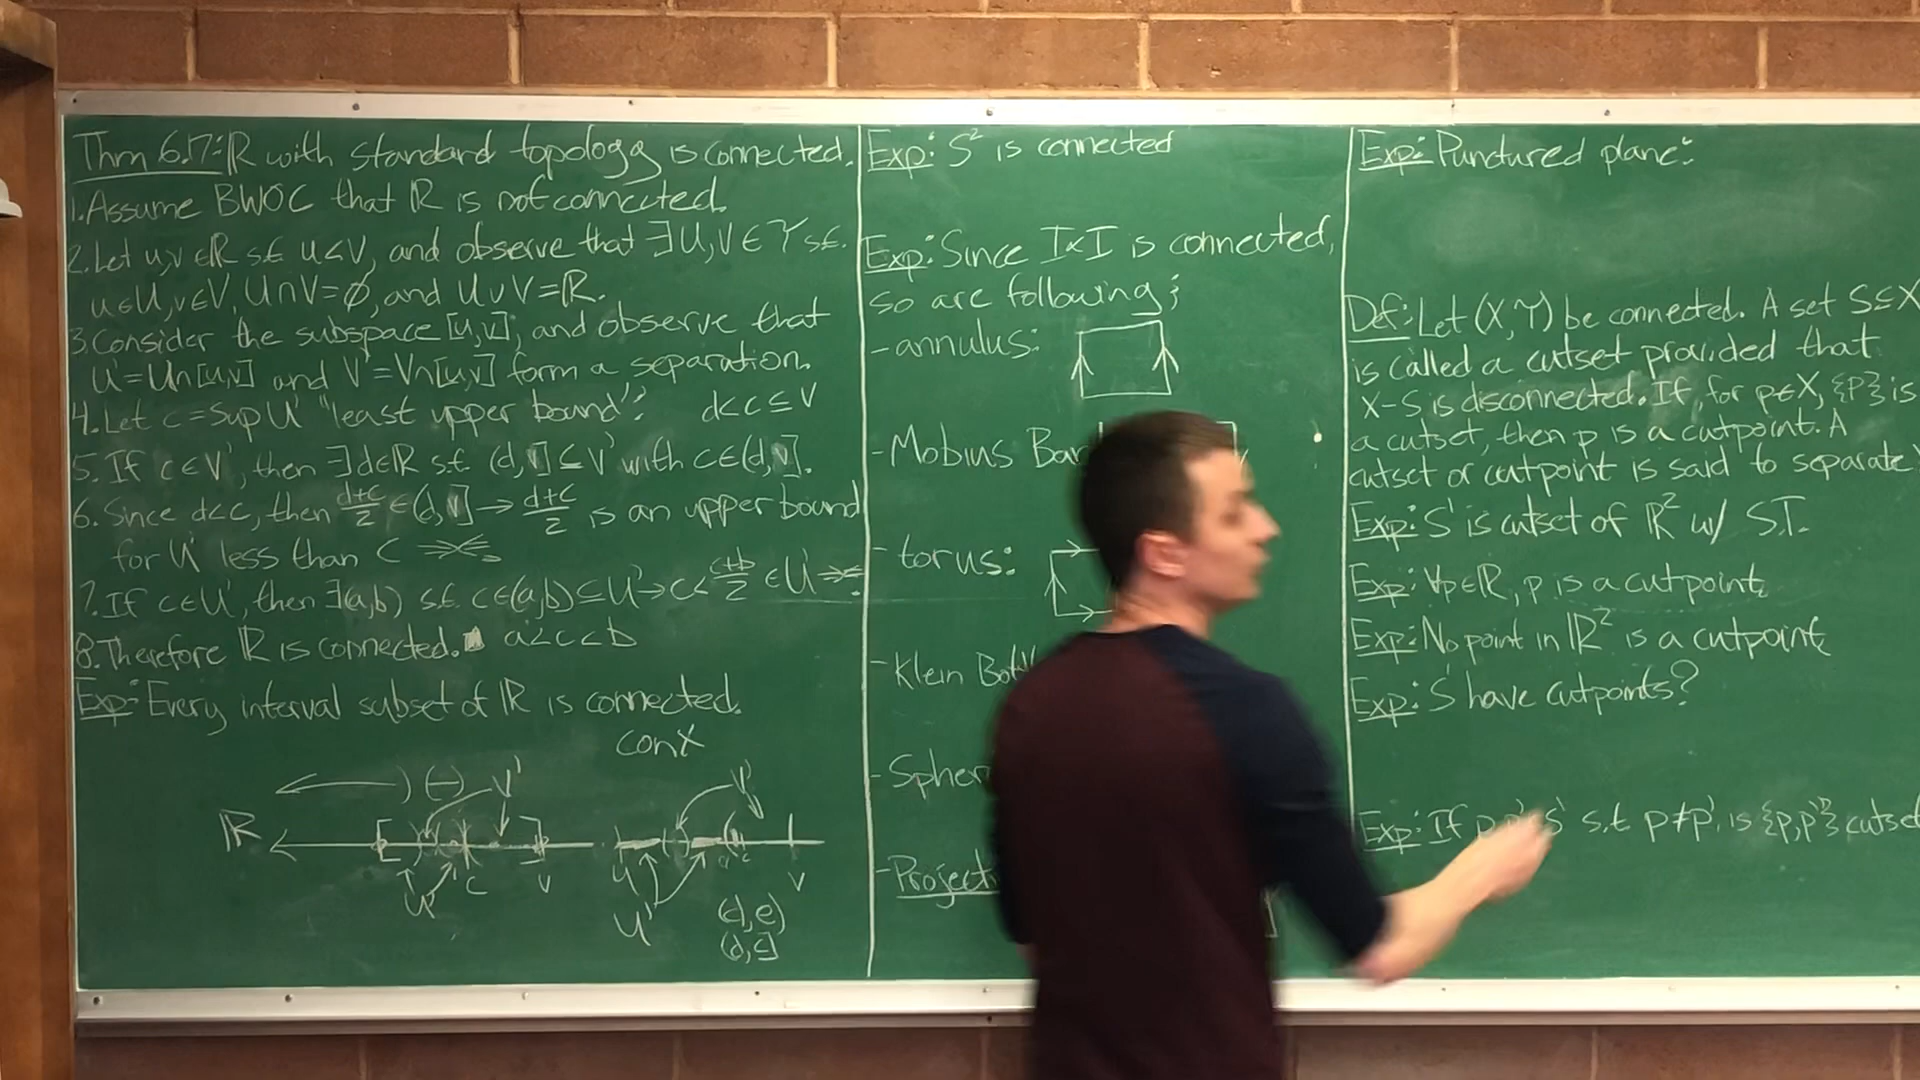 Thm 6.7: ℝ with standard topology is connected.
1. Assume BWOC that ℝ is not connected.
2. Let u,v ∈ ℝ s.t. u<v, and observe that ∃U,V ∈ 𝒯 s.t.
u∈U, v∈V, U∩V=∅, and U∪V=ℝ.
3. Consider the subspace [u,v], and observe that
U'=U∩[u,v] and V'=V∩[u,v] form a separation.
4. Let c = sup U' "least upper bound". d<c≤v
5. If c∈V', then ∃d∈ℝ s.t. (d,v]⊆V' with c∈(d,v].
6. Since d<c, then (d+c)/2 ∈ (d,v] → (d+c)/2 is an upper bound
for U' less than c
7. If c∈U', then ∃(a,b) s.t. c∈(a,b)⊆U' → c<(c+b)/2 ∈U'
8. Therefore ℝ is connected. ■ a<c<b
Exp: Every interval subset of ℝ is connected.
conX
) (–) V' V'
ℝ [ ) ] 
U' c v U' v
(d,e)
(d,c]
Exp: S² is connected
Exp: Since I×I is connected,
so are following:
- annulus:
- Mobius Ban
- torus:
- Klein Bot
- Spher
- Projecti
Exp: Punctured plane:
Def: Let (X,𝒯) be connected. A set S⊆X
is called a cutset provided that
X-S is disconnected. If, for p∈X, {p} is
a cutset, then p is a cutpoint. A
cutset or cutpoint is said to separate
Exp: S¹ is cutset of ℝ² w/ S.T.
Exp: ∀p∈ℝ, p is a cutpoint
Exp: No point in ℝ² is a cutpoint
Exp: S¹ have cutpoints?
Exp: If p,p' S¹ s.t. p≠p', is {p,p'} cutset